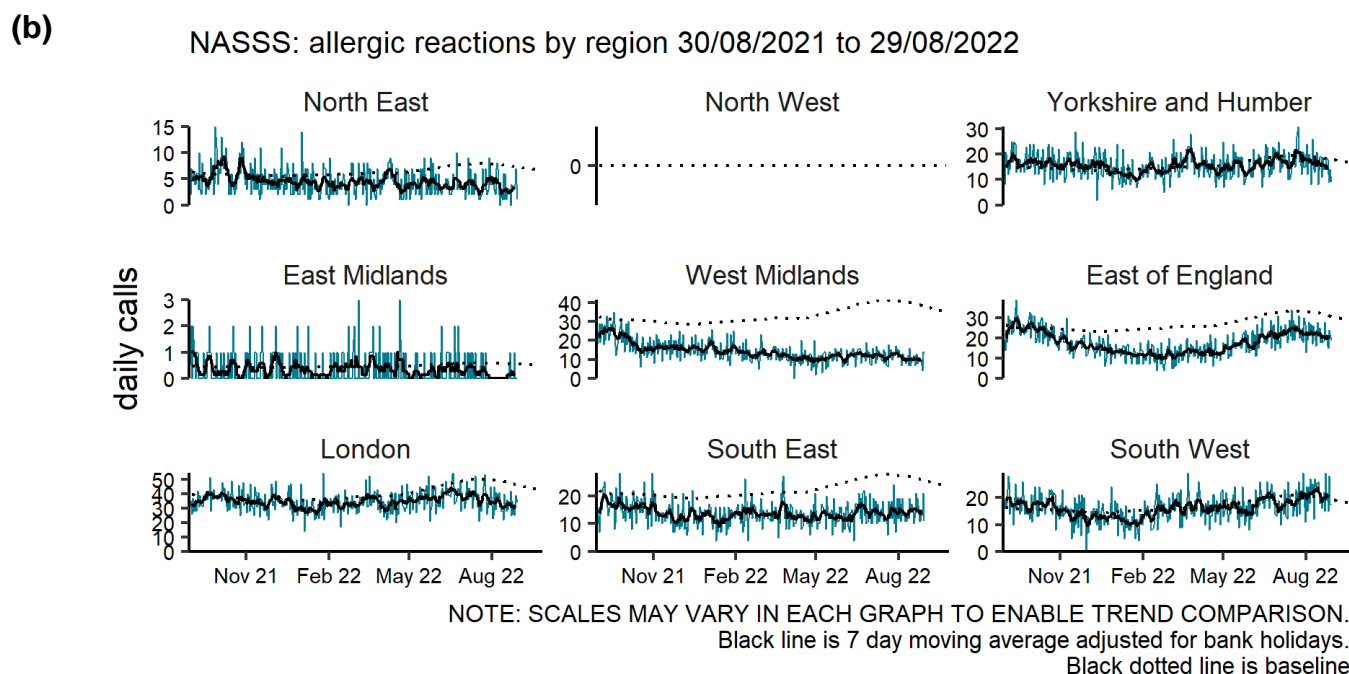 (b)
NASSS: allergic reactions by region 30/08/2021 to 29/08/2022
North East
North West
Yorkshire and Humber
15
10
5
0
0
30
20
10
0
daily calls
East Midlands
West Midlands
East of England
3
2
1
0
40
30
20
10
0
30
20
10
0
London
South East
South West
50
40
30
20
10
0
20
10
0
20
10
0
Nov 21 Feb 22 May 22 Aug 22
Nov 21 Feb 22 May 22 Aug 22
Nov 21 Feb 22 May 22 Aug 22
NOTE: SCALES MAY VARY IN EACH GRAPH TO ENABLE TREND COMPARISON.
Black line is 7 day moving average adjusted for bank holidays.
Black dotted line is baseline